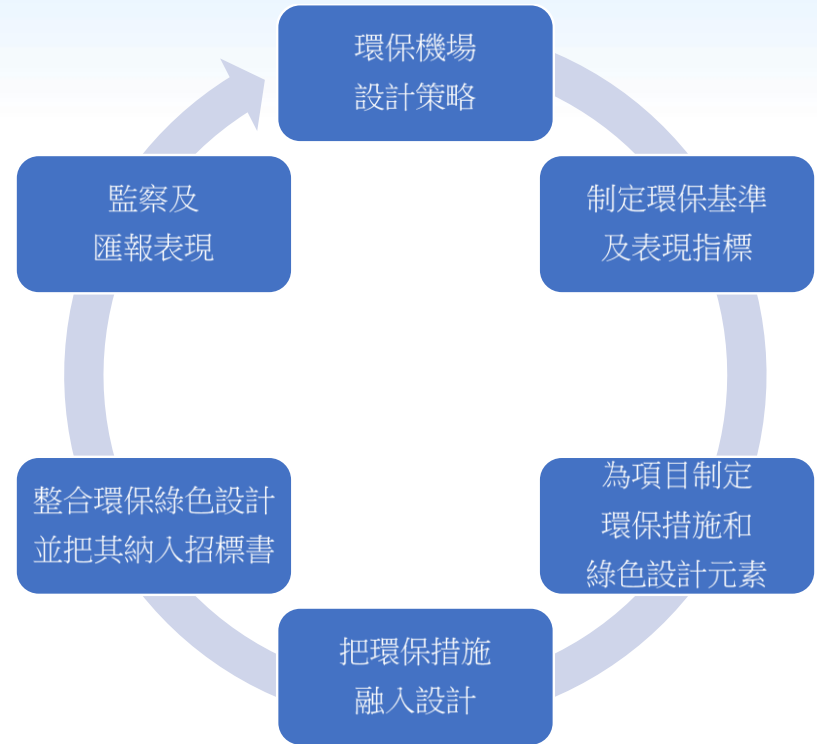 環保機場
設計策略
制定環保基準
及表現指標
為項目制定
環保措施和
綠色設計元素
把環保措施
融入設計
整合環保綠色設計
並把其納入招標書
監察及
匯報表現